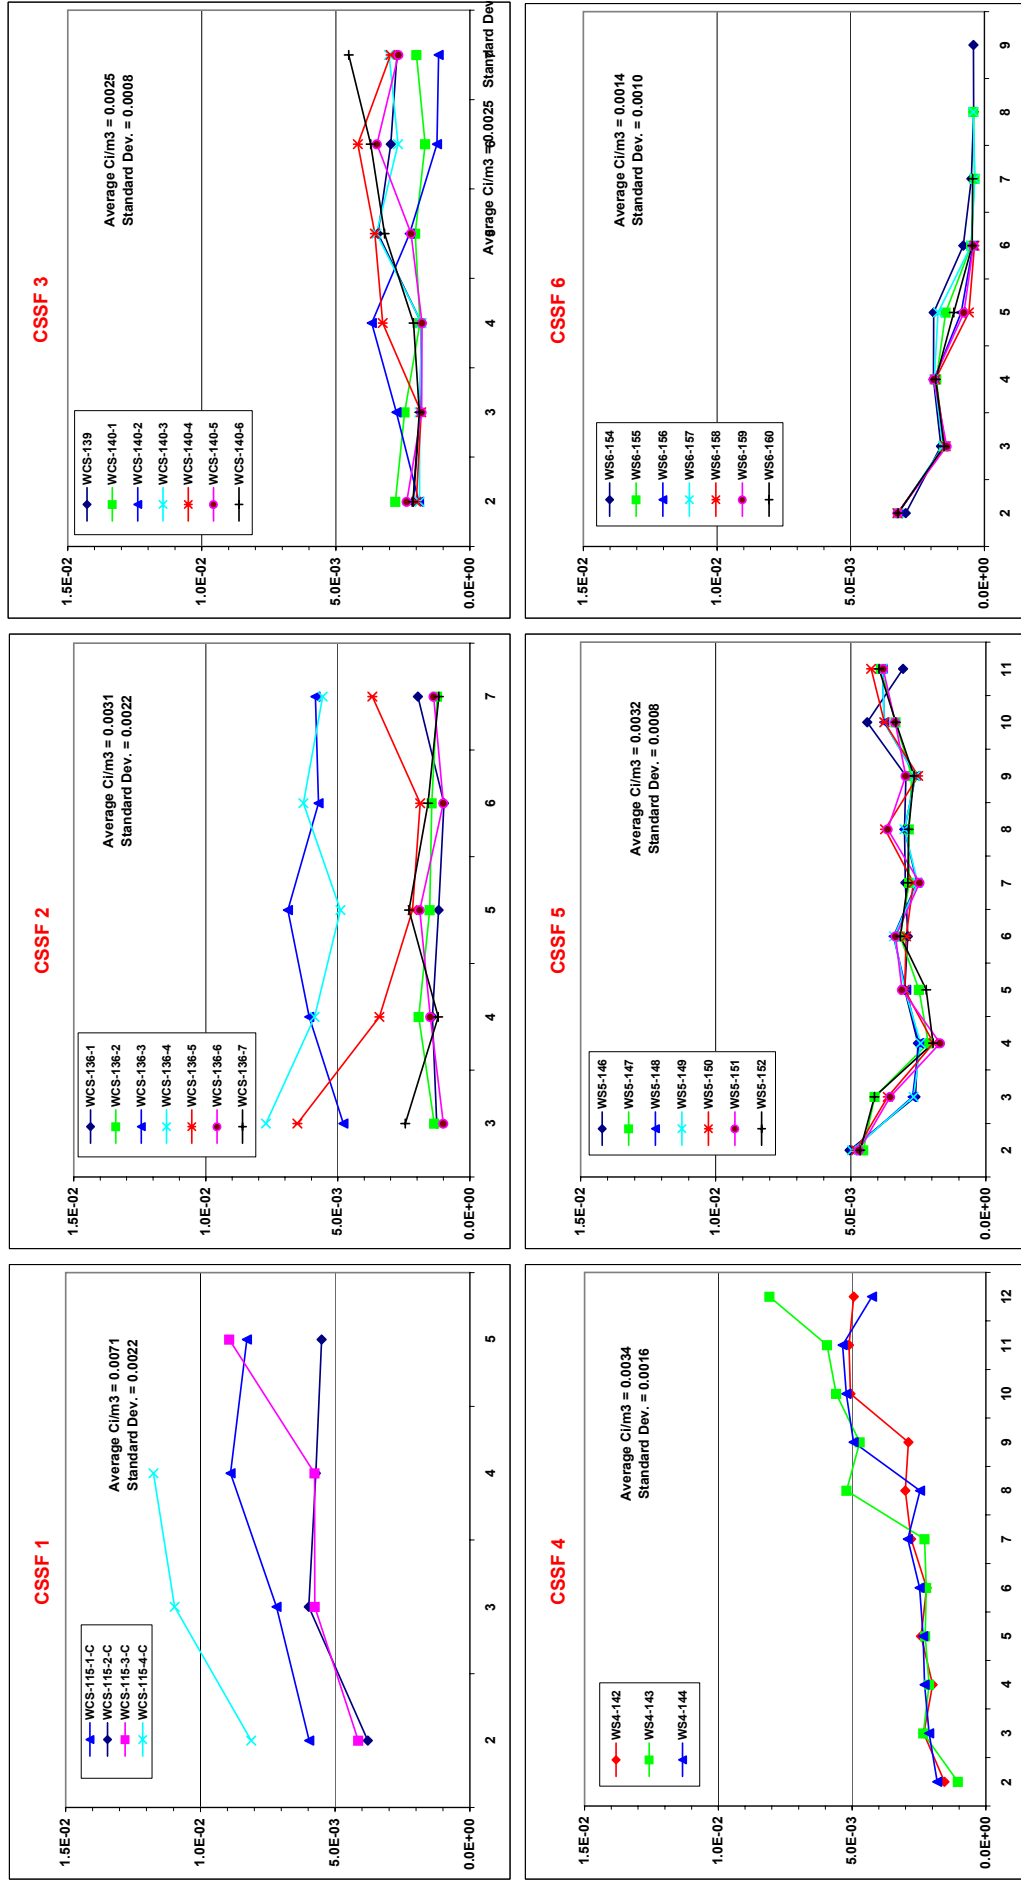 CSSF 1
WCS-115-1-C
WCS-115-2-C
WCS-115-3-C
WCS-115-4-C
Average Ci/m3 = 0.0071
Standard Dev. = 0.0022
1.5E-02
1.0E-02
5.0E-03
0.0E+00
2 3 4 5
CSSF 2
WCS-136-1
WCS-136-2
WCS-136-3
WCS-136-4
WCS-136-5
WCS-136-6
WCS-136-7
Average Ci/m3 = 0.0031
Standard Dev. = 0.0022
1.5E-02
1.0E-02
5.0E-03
0.0E+00
3 4 5 6 7
CSSF 3
WCS-139
WCS-140-1
WCS-140-2
WCS-140-3
WCS-140-4
WCS-140-5
WCS-140-6
Average Ci/m3 = 0.0025
Standard Dev. = 0.0008
1.5E-02
1.0E-02
5.0E-03
0.0E+00
2 3 4
Average Ci/m3 = 0.0025 Standard Dev
CSSF 4
WS4-142
WS4-143
WS4-144
Average Ci/m3 = 0.0034
Standard Dev. = 0.0016
1.5E-02
1.0E-02
5.0E-03
0.0E+00
2 3 4 5 6 7 8 9 10 11 12
CSSF 5
WS5-146
WS5-147
WS5-148
WS5-149
WS5-150
WS5-151
WS5-152
Average Ci/m3 = 0.0032
Standard Dev. = 0.0008
1.5E-02
1.0E-02
5.0E-03
0.0E+00
2 3 4 5 6 7 8 9 10 11
CSSF 6
WS6-154
WS6-155
WS6-156
WS6-157
WS6-158
WS6-159
WS6-160
Average Ci/m3 = 0.0014
Standard Dev. = 0.0010
1.5E-02
1.0E-02
5.0E-03
0.0E+00
2 3 4 5 6 7 8 9